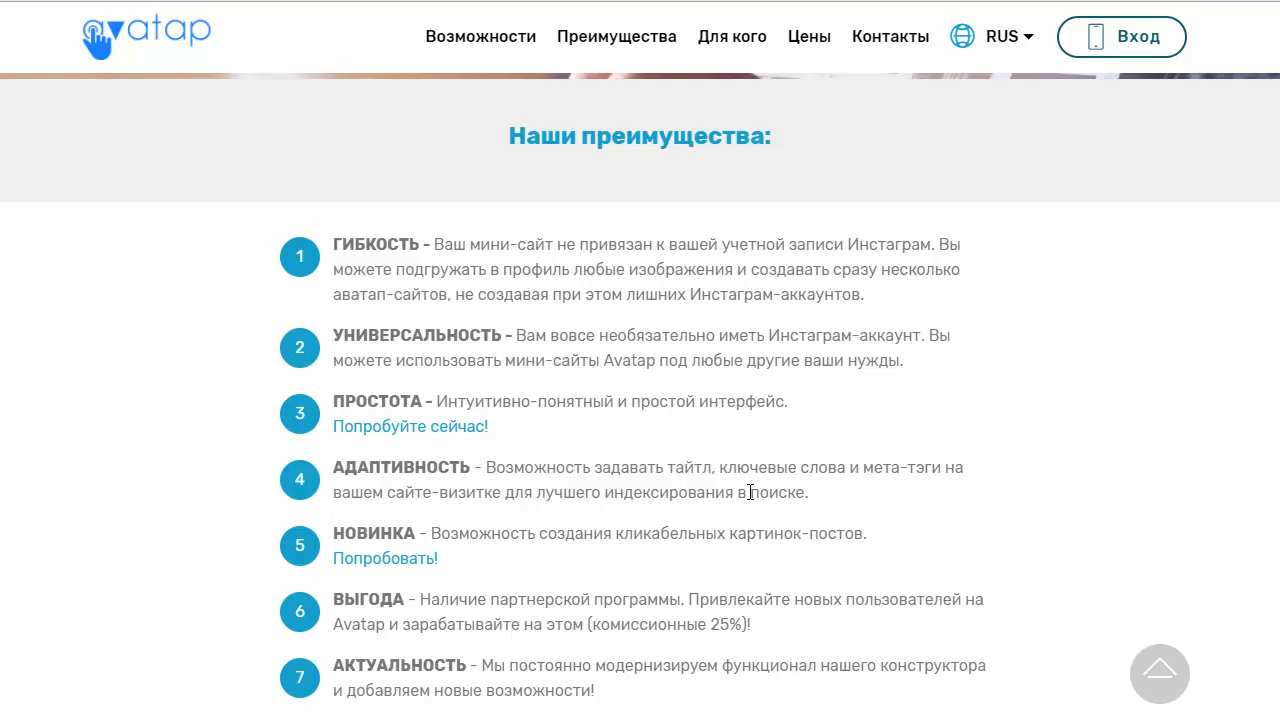 avatap
Возможности Преимущества Для кого Цены Контакты RUS Вход
Наши преимущества:
1 ГИБКОСТЬ - Ваш мини-сайт не привязан к вашей учетной записи Инстаграм. Вы
можете подгружать в профиль любые изображения и создавать сразу несколько
аватап-сайтов, не создавая при этом лишних Инстаграм-аккаунтов.
2 УНИВЕРСАЛЬНОСТЬ - Вам вовсе необязательно иметь Инстаграм-аккаунт. Вы
можете использовать мини-сайты Avatap под любые другие ваши нужды.
3 ПРОСТОТА - Интуитивно-понятный и простой интерфейс.
Попробуйте сейчас!
4 АДАПТИВНОСТЬ - Возможность задавать тайтл, ключевые слова и мета-тэги на
вашем сайте-визитке для лучшего индексирования в поиске.
5 НОВИНКА - Возможность создания кликабельных картинок-постов.
Попробовать!
6 ВЫГОДА - Наличие партнерской программы. Привлекайте новых пользователей на
Avatap и зарабатывайте на этом (комиссионные 25%)!
7 АКТУАЛЬНОСТЬ - Мы постоянно модернизируем функционал нашего конструктора
и добавляем новые возможности!